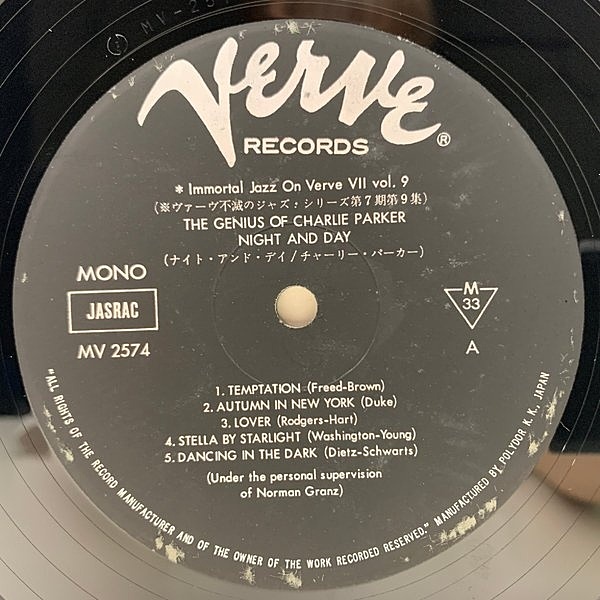 MV-257
Verve
RECORDS ®
* Immortal Jazz On Verve VII vol. 9
(※ヴァーヴ不滅のジャズ・シリーズ第7期第9集)
THE GENIUS OF CHARLIE PARKER
NIGHT AND DAY
(ナイト・アンド・デイ/チャーリー・パーカー)
MONO
JASRAC
MV 2574
M
33
A
1. TEMPTATION (Freed-Brown)
2. AUTUMN IN NEW YORK (Duke)
3. LOVER (Rodgers-Hart)
4. STELLA BY STARLIGHT (Washington-Young)
5. DANCING IN THE DARK (Dietz-Schwarts)
(Under the personal supervision
of Norman Granz)
"ALL RIGHTS OF THE RECORD MANUFACTURER AND OF THE OWNER OF THE WORK RECORDED RESERVED." MANUFACTURED BY POLYDOR K. K. JAPAN